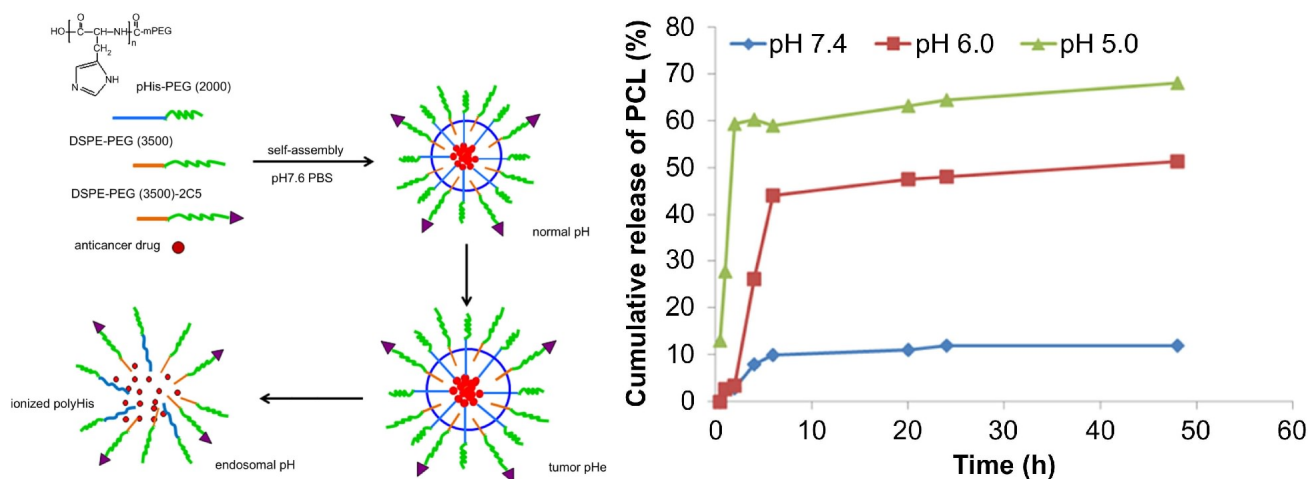 O
HO
C
CH
NH
O
C
mPEG
n
CH2
N
NH
pHis-PEG (2000)
DSPE-PEG (3500)
DSPE-PEG (3500)-2C5
anticancer drug
self-assembly
pH7.6 PBS
normal pH
tumor pHe
endosomal pH
ionized polyHis
Cumulative release of PCL (%)
80
70
60
50
40
30
20
10
0
pH 7.4 pH 6.0 pH 5.0
0 10 20 30 40 50 60
Time (h)